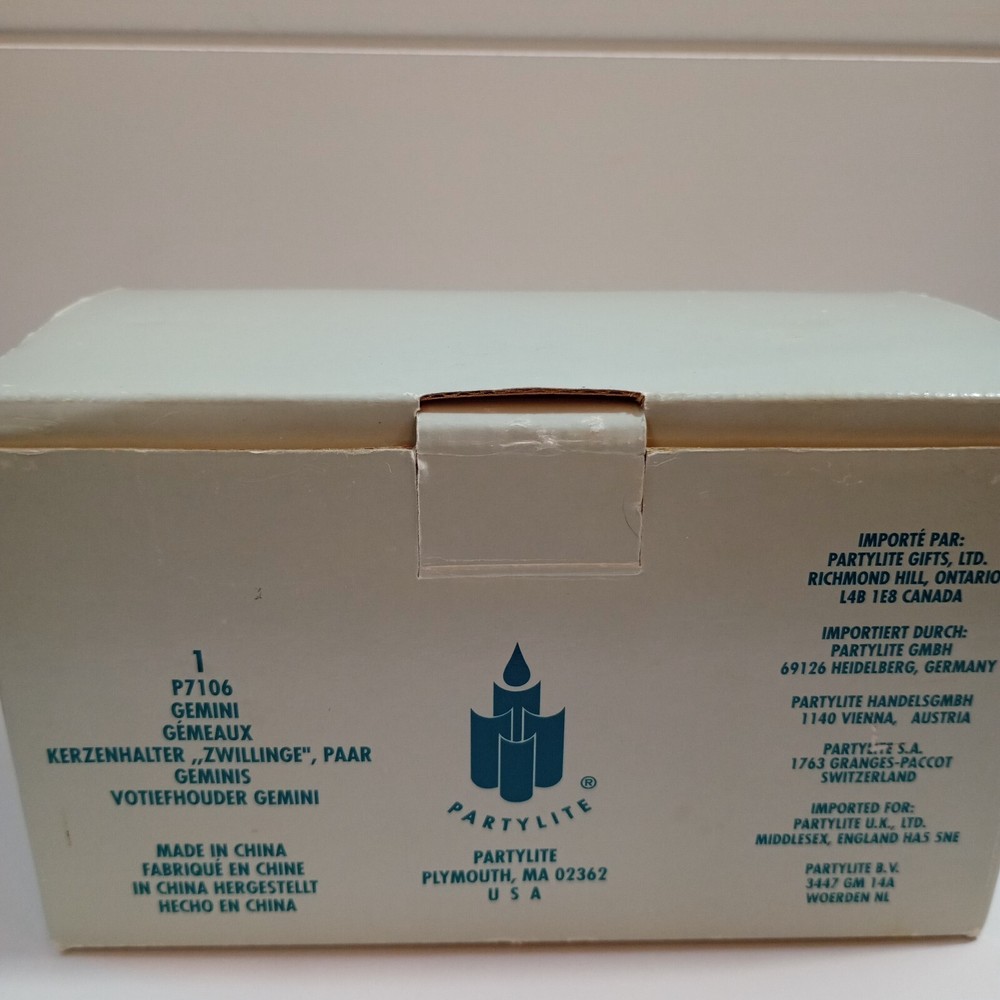 1
P7106
GEMINI
GÉMEAUX
KERZENHALTER ,,ZWILLINGE", PAAR
GEMINIS
VOTIEFHOUDER GEMINI
MADE IN CHINA
FABRIQUÉ EN CHINE
IN CHINA HERGESTELLT
HECHO EN CHINA
PARTYLITE®
PARTYLITE
PLYMOUTH, MA 02362
U S A
IMPORTÉ PAR:
PARTYLITE GIFTS, LTD.
RICHMOND HILL, ONTARIO
L4B 1E8 CANADA
IMPORTIERT DURCH:
PARTYLITE GMBH
69126 HEIDELBERG, GERMANY
PARTYLITE HANDELSGMBH
1140 VIENNA, AUSTRIA
PARTYLITE S.A.
1763 GRANGES-PACCOT
SWITZERLAND
IMPORTED FOR:
PARTYLITE U.K., LTD.
MIDDLESEX, ENGLAND HA5 5NE
PARTYLITE B.V.
3447 GM 14A
WOERDEN NL